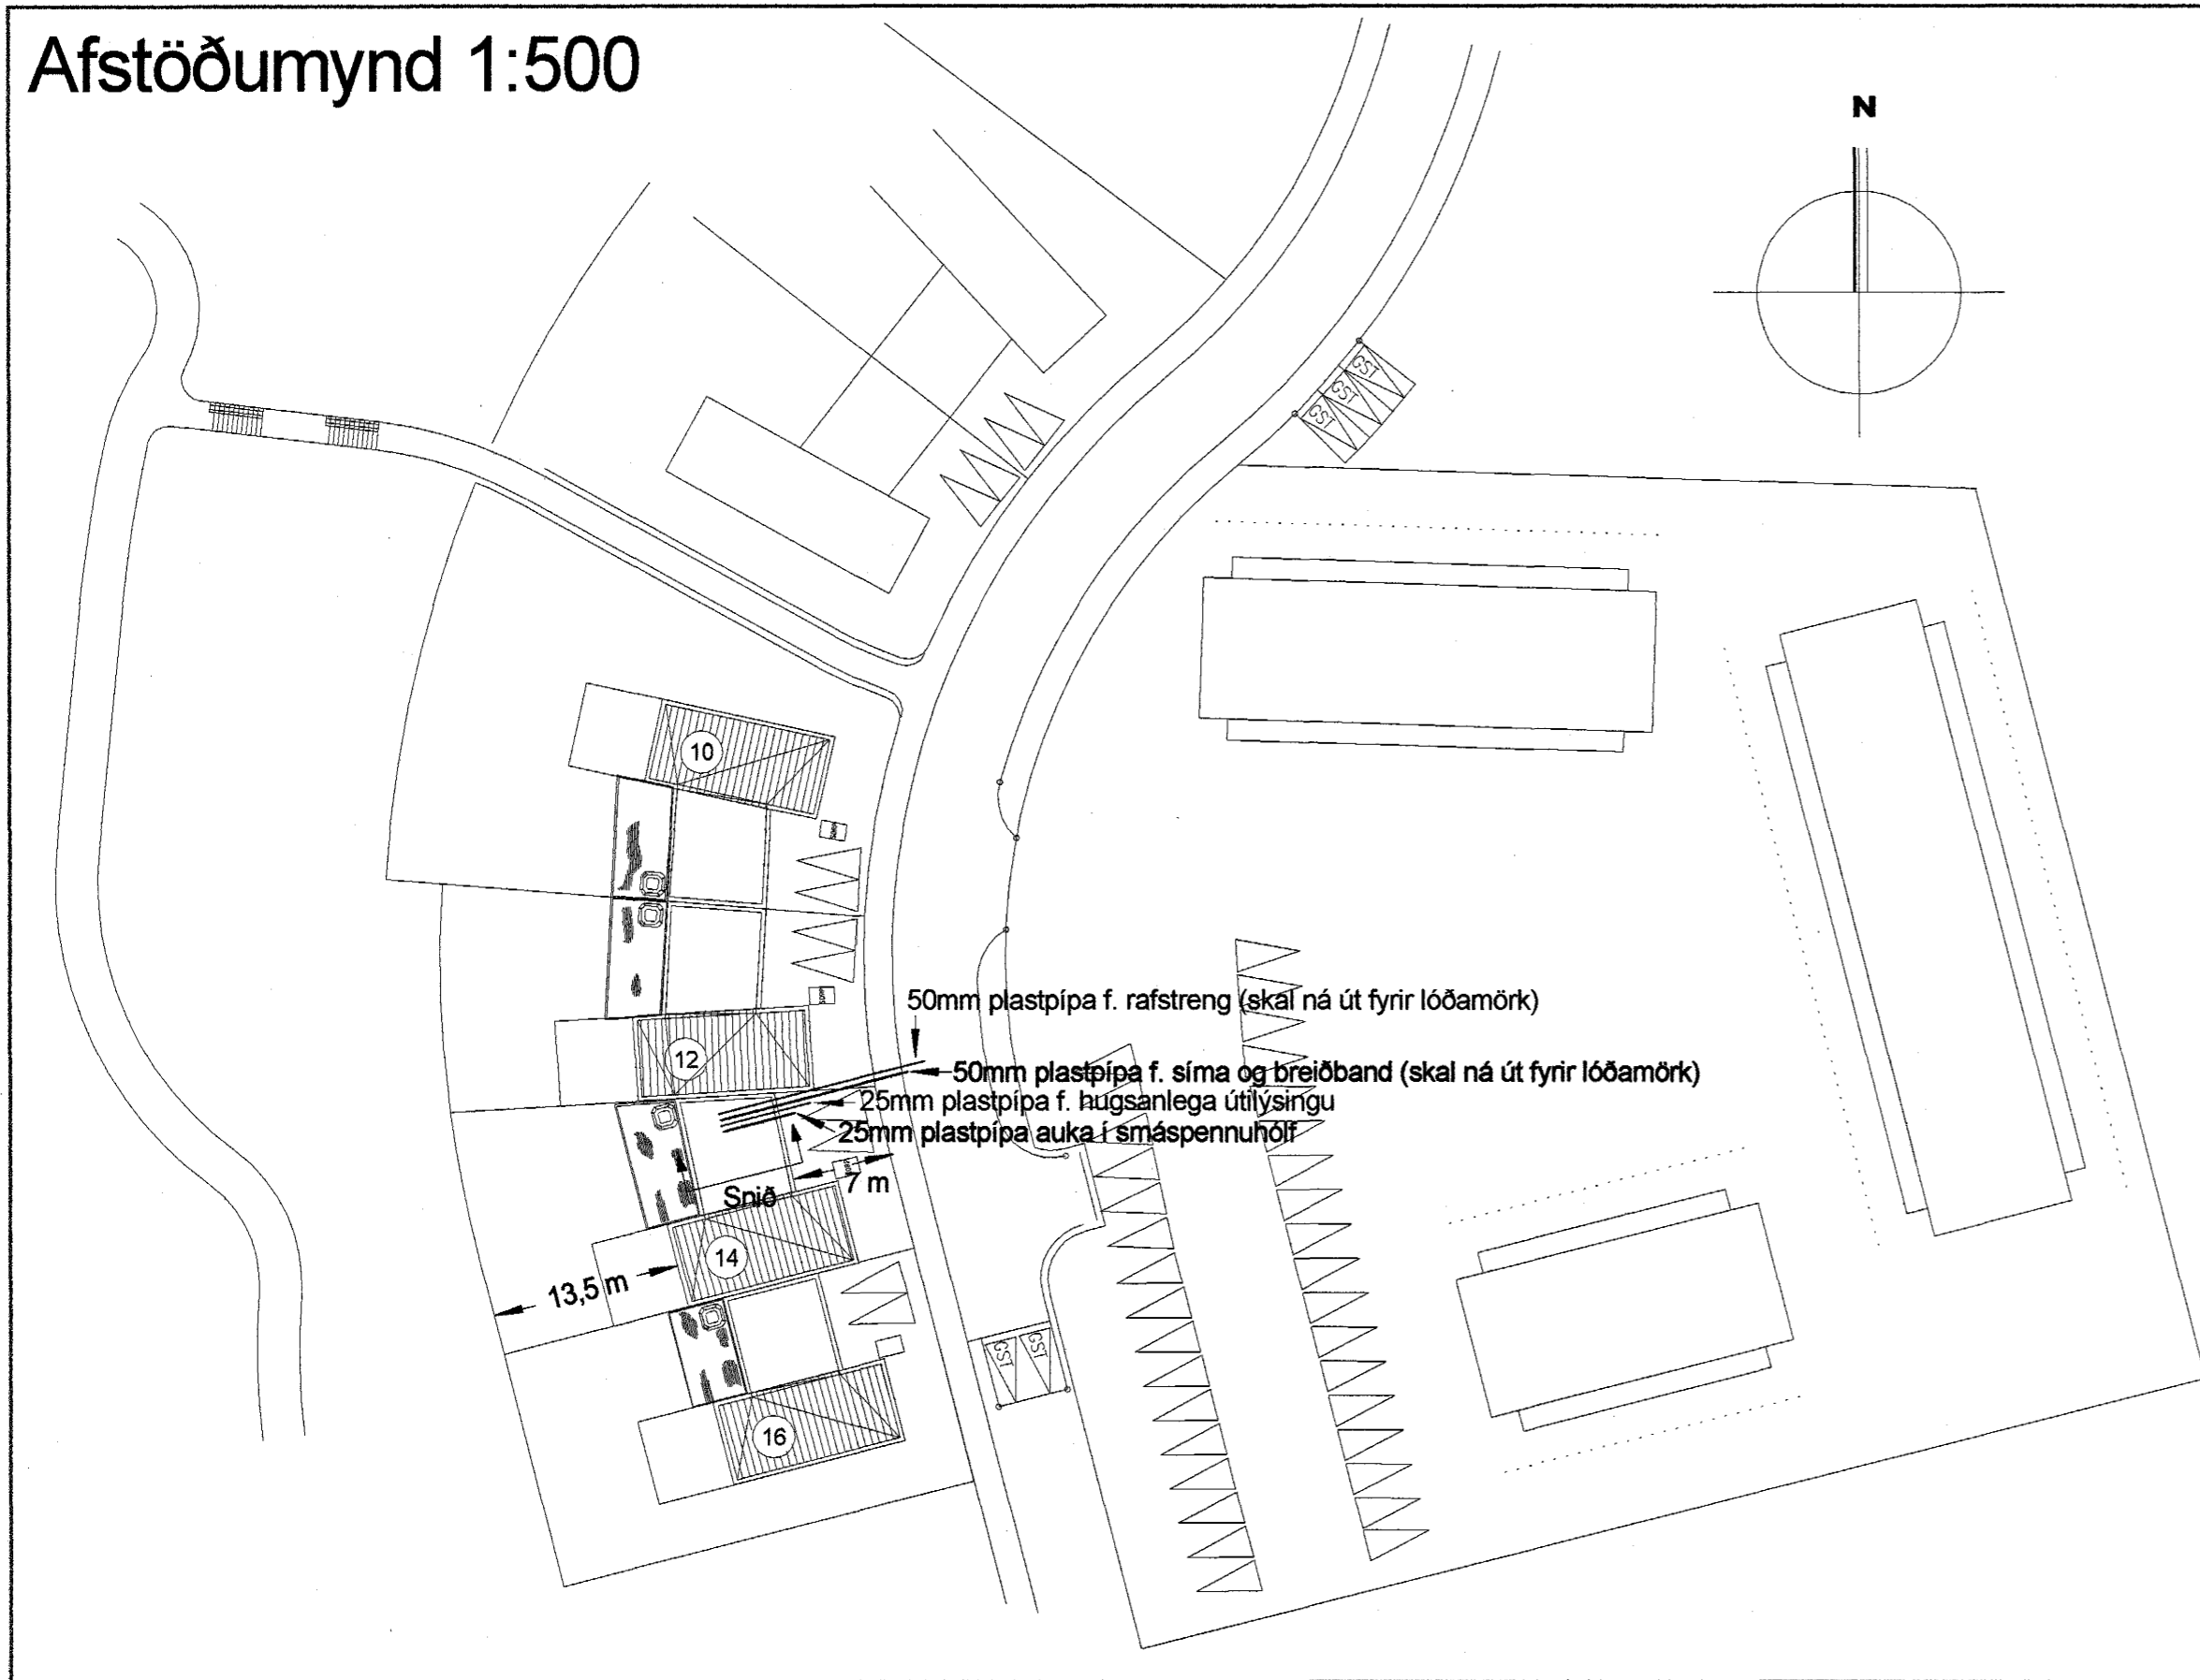 Afstöðumynd 1:500
N
GST
GST
GST
10
50mm plastpípa f. rafstreng (skal ná út fyrir lóðamörk)
12
50mm plastpípa f. síma og breiðband (skal ná út fyrir lóðamörk)
25mm plastpípa f. hugsanlega útilýsingu
25mm plastpípa auka í smáspennuhólf
7 m
Snið
14
13,5 m
GST
GST
16